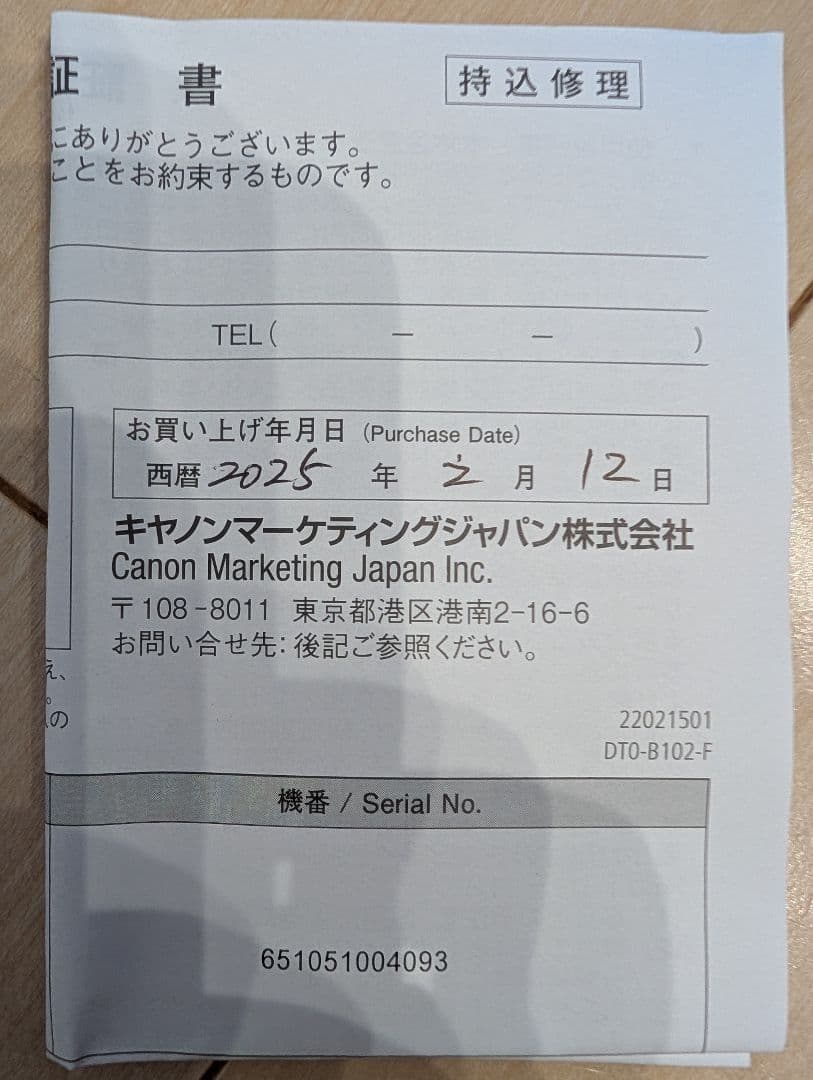 証 書
持込修理
にありがとうございます。
ことをお約束するものです。
TEL( － － )
お買い上げ年月日 (Purchase Date)
西暦 2025 年 月 12 日
キヤノンマーケティングジャパン株式会社
Canon Marketing Japan Inc.
〒108-8011 東京都港区港南2-16-6
お問い合せ先:後記ご参照ください。
え、
。
の
22021501
DT0-B102-F
機番 / Serial No.
651051004093